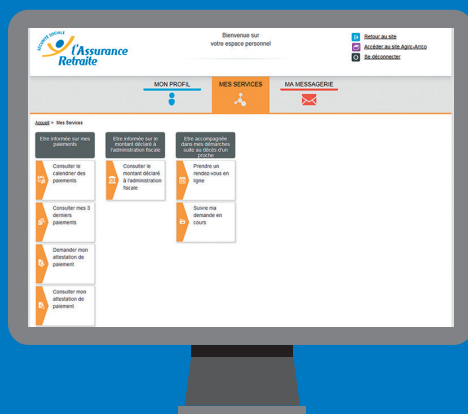 SÉCURITÉ SOCIALE
l'Assurance
Retraite
Bienvenue sur
votre espace personnel
Retour au site
Accéder au site Agirc-Arrco
Se déconnecter
MON PROFIL
MES SERVICES
MA MESSAGERIE
Accueil > Mes Services
Etre informée sur mes
paiements
Consulter le
calendrier des
paiements
Consulter mes 3
derniers
paiements
Demander mon
attestation de
paiement
Consulter mon
attestation de
paiement
Etre informée sur le
montant déclaré à
l'administration fiscale
Consulter le
montant déclaré
à l'administration
fiscale
Etre accompagnée
dans mes démarches
suite au décès d'un
proche
Prendre un
rendez-vous en
ligne
Suivre ma
demande en
cours